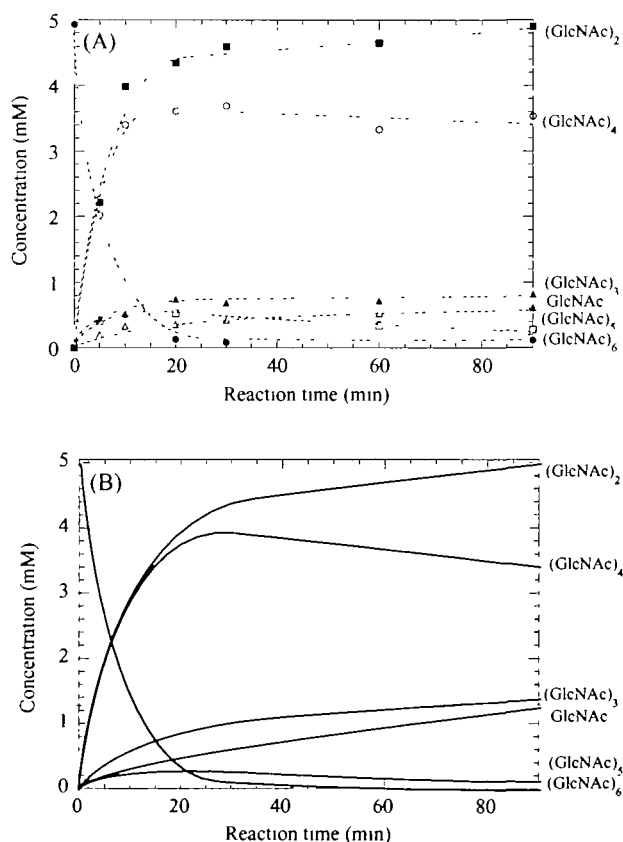 (A)
5
4
3
2
1
0
Concentration (mM)
0 20 40 60 80
Reaction time (min)
(GlcNAc)2
(GlcNAc)4
(GlcNAc)3
GlcNAc
(GlcNAc)5
(GlcNAc)6
(B)
5
4
3
2
1
0
Concentration (mM)
0 20 40 60 80
Reaction time (min)
(GlcNAc)2
(GlcNAc)4
(GlcNAc)3
GlcNAc
(GlcNAc)5
(GlcNAc)6